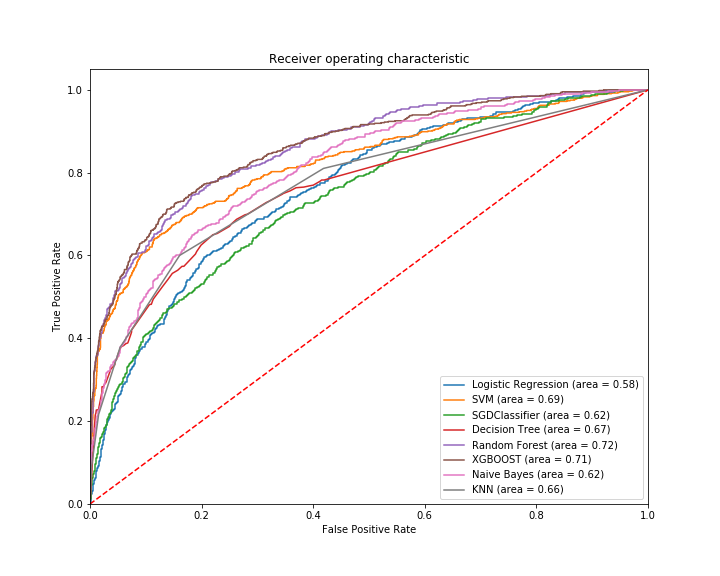 Receiver operating characteristic
True Positive Rate
1.0
0.8
0.6
0.4
0.2
0.0
Logistic Regression (area = 0.58)
SVM (area = 0.69)
SGDClassifier (area = 0.62)
Decision Tree (area = 0.67)
Random Forest (area = 0.72)
XGBOOST (area = 0.71)
Naive Bayes (area = 0.62)
KNN (area = 0.66)
0.0 0.2 0.4 0.6 0.8 1.0
False Positive Rate